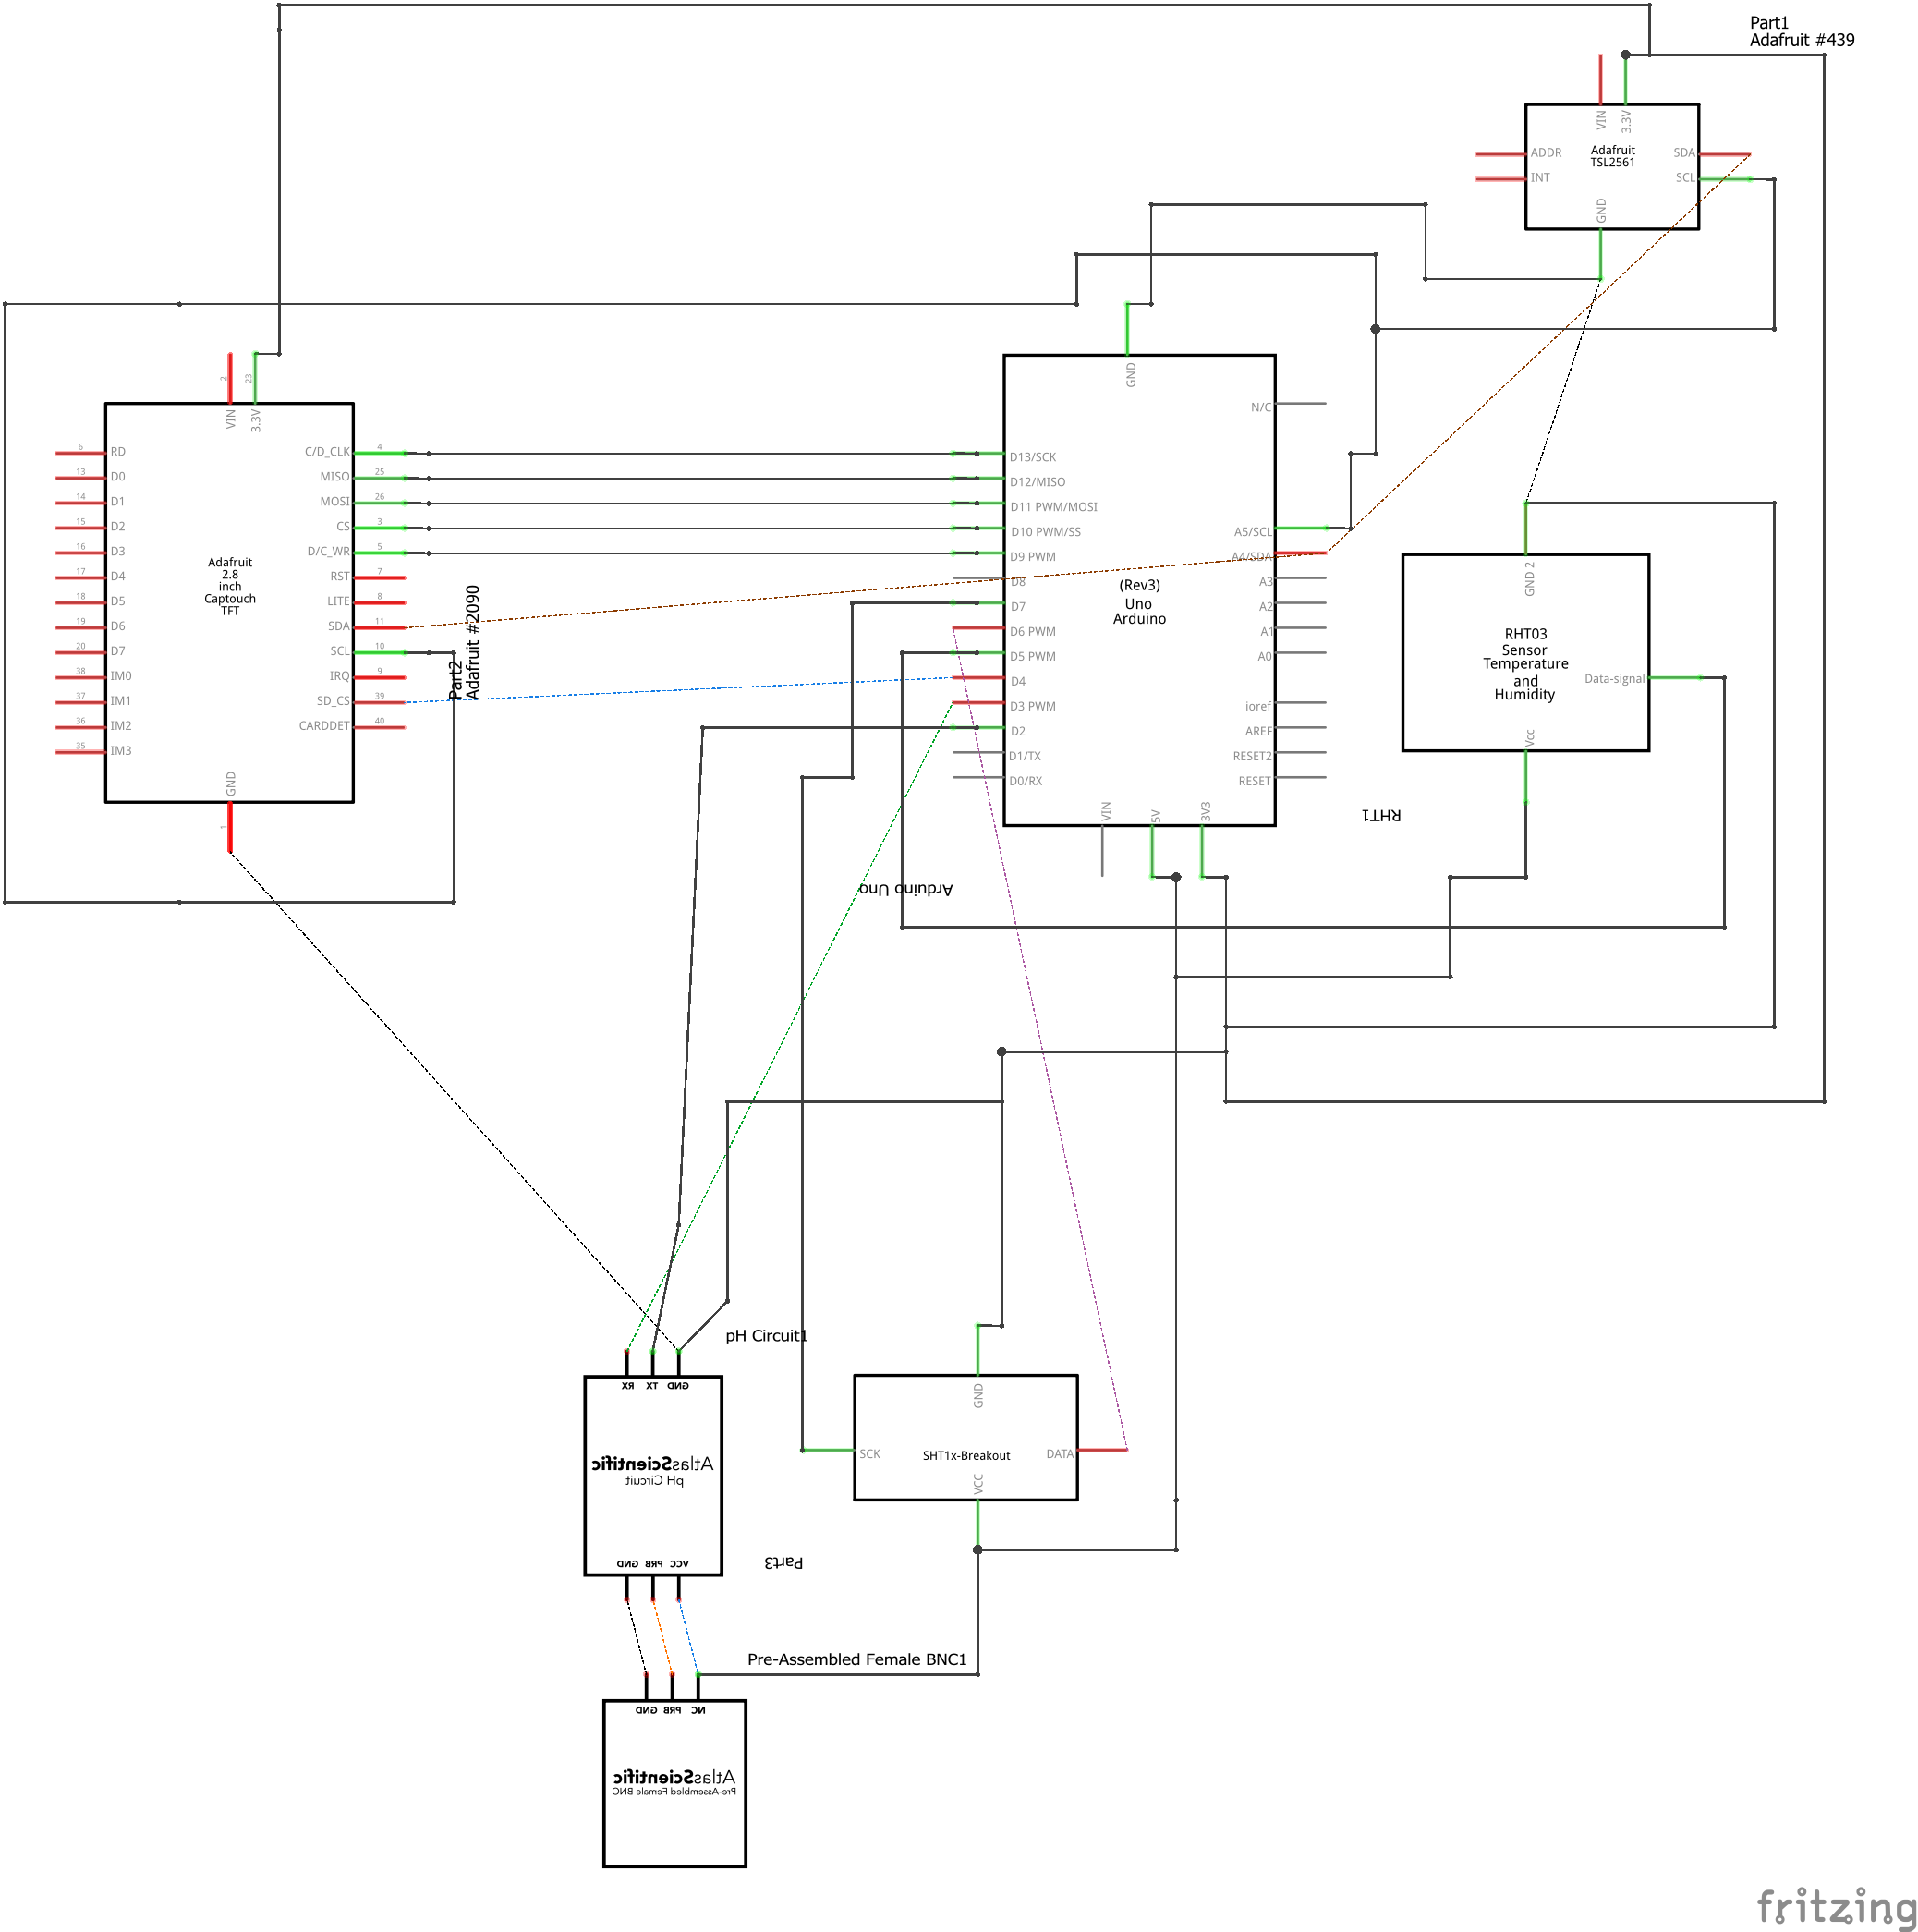 Part1
Adafruit #439
VIN
3.3V
ADDR
INT
Adafruit
TSL2561
SDA
SCL
GND
2
23
VIN
3.3V
6
RD
13
D0
14
D1
15
D2
16
D3
17
D4
18
D5
19
D6
20
D7
38
IM0
37
IM1
36
IM2
35
IM3
Adafruit
2.8
inch
Captouch
TFT
C/D_CLK
4
MISO
25
MOSI
26
CS
3
D/C_WR
5
RST
7
LITE
8
SDA
11
SCL
10
IRQ
9
SD_CS
39
CARDDET
40
GND
1
Part2
Adafruit #2090
GND
N/C
D13/SCK
D12/MISO
D11 PWM/MOSI
D10 PWM/SS
D9 PWM
D8
D7
D6 PWM
D5 PWM
D4
D3 PWM
D2
D1/TX
D0/RX
(Rev3)
Uno
Arduino
A5/SCL
A4/SDA
A3
A2
A1
A0
ioref
AREF
RESET2
RESET
VIN
5V
3V3
Arduino Uno
GND 2
RHT03
Sensor
Temperature
and
Humidity
Data-signal
Vcc
RHT1
pH Circuit1
RX TX GND
AtlasScientific
pH Circuit
GND PRB VCC
Part3
GND
SCK
SHT1x-Breakout
DATA
VCC
Pre-Assembled Female BNC1
GND PRB NC
AtlasScientific
Pre-Assembled Female BNC
fritzing